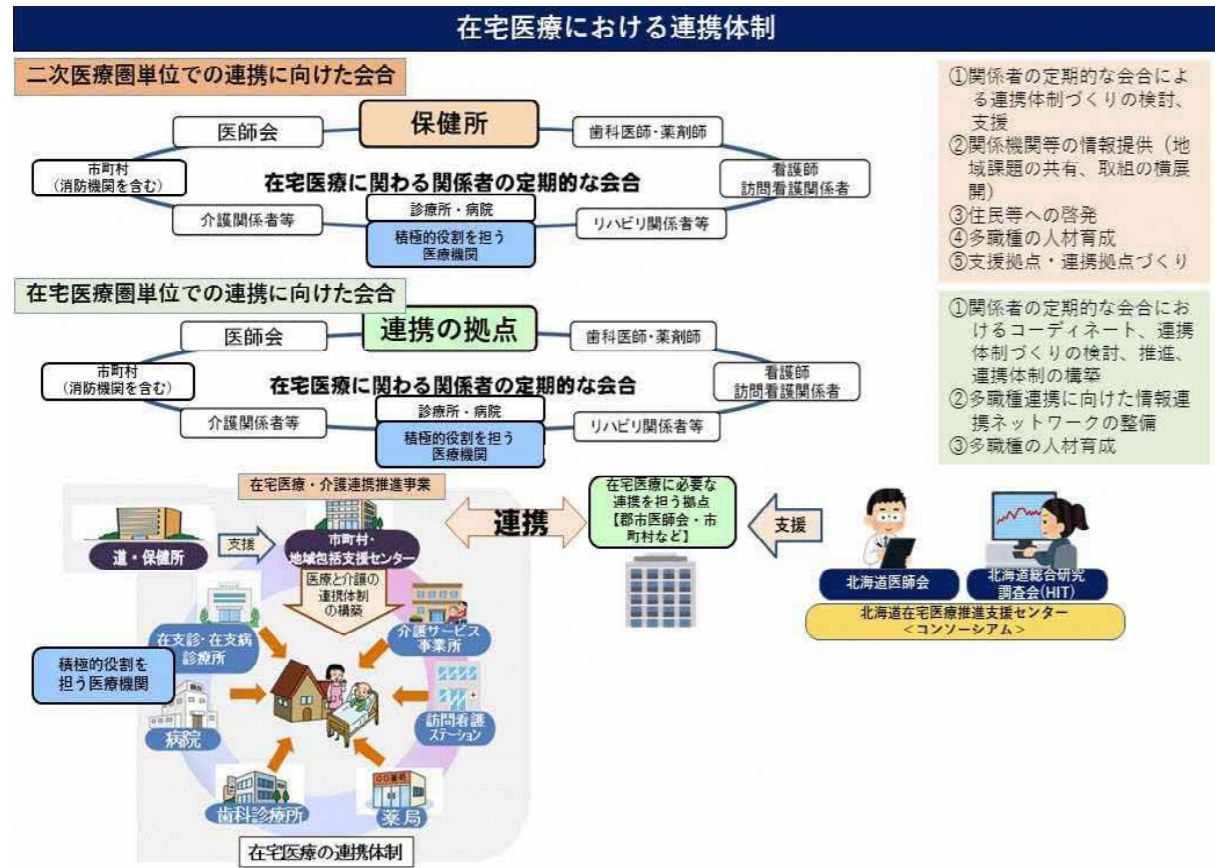 在宅医療における連携体制
二次医療圏単位での連携に向けた会合
医師会
保健所
歯科医師・薬剤師
市町村
(消防機関を含む)
在宅医療に関わる関係者の定期的な会合
看護師
訪問看護関係者
介護関係者等
診療所・病院
積極的役割を担う
医療機関
リハビリ関係者等
①関係者の定期的な会合によ
る連携体制づくりの検討、
支援
②関係機関等の情報提供（地
域課題の共有、取組の横展
開）
③住民等への啓発
④多職種の人材育成
⑤支援拠点・連携拠点づくり
在宅医療圏単位での連携に向けた会合
医師会
連携の拠点
歯科医師・薬剤師
市町村
(消防機関を含む)
在宅医療に関わる関係者の定期的な会合
看護師
訪問看護関係者
介護関係者等
診療所・病院
積極的役割を担う
医療機関
リハビリ関係者等
①関係者の定期的な会合にお
けるコーディネート、連携
体制づくりの検討、推進、
連携体制の構築
②多職種連携に向けた情報連
携ネットワークの整備
③多職種の人材育成
在宅医療・介護連携推進事業
道・保健所
支援
市町村・
地域包括支援センター
医療と介護の
連携体制
の構築
連携
在宅医療に必要な
連携を担う拠点
【郡市医師会・市
町村など】
支援
北海道医師会
北海道総合研究
調査会(HIT)
北海道在宅医療推進支援センター
＜コンソーシアム＞
在支診・在支病
診療所
介護サービス
事業所
積極的役割を
担う医療機関
病院
訪問看護
ステーション
歯科診療所
〇〇薬局
薬局
在宅医療の連携体制